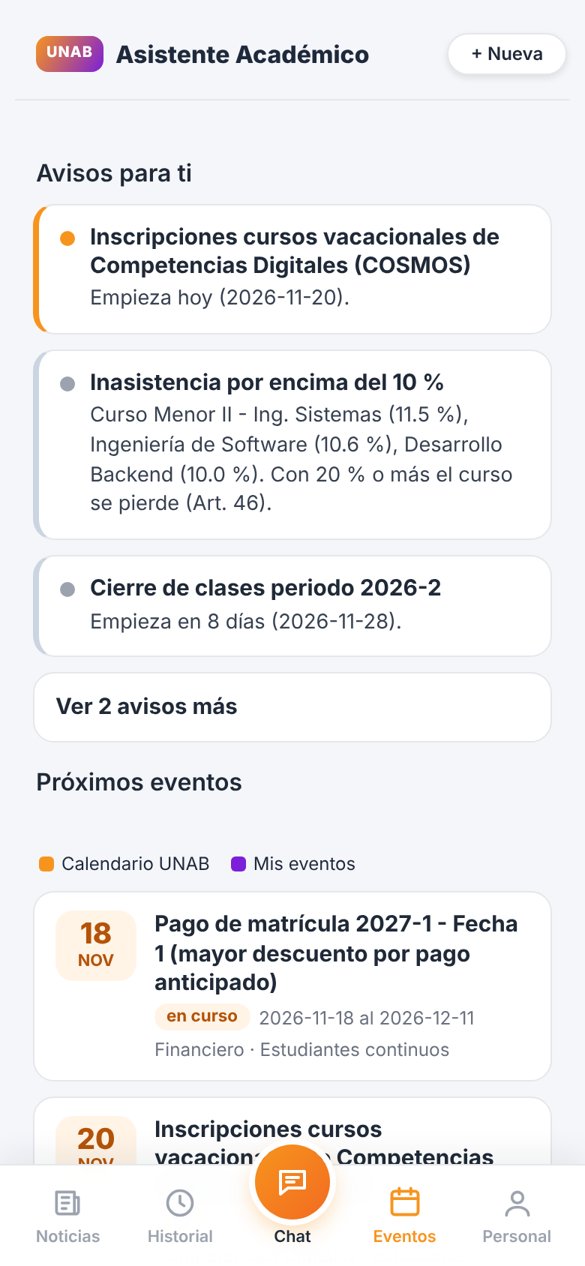 UNAB Asistente Académico
+ Nueva
Avisos para ti
Inscripciones cursos vacacionales de
Competencias Digitales (COSMOS)
Empieza hoy (2026-11-20).
Inasistencia por encima del 10 %
Curso Menor II - Ing. Sistemas (11.5 %),
Ingeniería de Software (10.6 %), Desarrollo
Backend (10.0 %). Con 20 % o más el curso
se pierde (Art. 46).
Cierre de clases periodo 2026-2
Empieza en 8 días (2026-11-28).
Ver 2 avisos más
Próximos eventos
Calendario UNAB
Mis eventos
18
NOV
Pago de matrícula 2027-1 - Fecha
1 (mayor descuento por pago
anticipado)
en curso 2026-11-18 al 2026-12-11
Financiero · Estudiantes continuos
20
NOV
Inscripciones cursos
Competencias
Noticias
Historial
Chat
Eventos
Personal